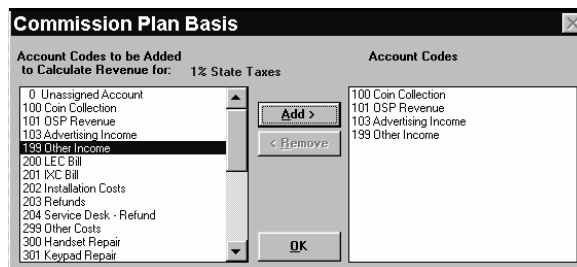 Commission Plan Basis
Account Codes to be Added
to Calculate Revenue for: 1% State Taxes
Account Codes
0 Unassigned Account
100 Coin Collection
101 OSP Revenue
103 Advertising Income
199 Other Income
200 LEC Bill
201 IXC Bill
202 Installation Costs
203 Refunds
204 Service Desk - Refund
299 Other Costs
300 Handset Repair
301 Keypad Repair
Add >
< Remove
OK
100 Coin Collection
101 OSP Revenue
103 Advertising Income
199 Other Income